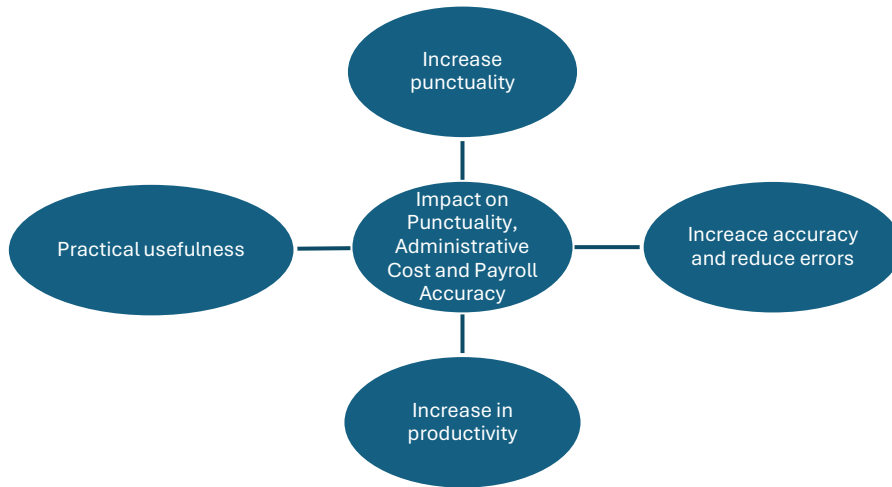 Increase
punctuality
Practical usefulness
Impact on
Punctuality,
Administrative
Cost and Payroll
Accuracy
Increace accuracy
and reduce errors
Increase in
productivity